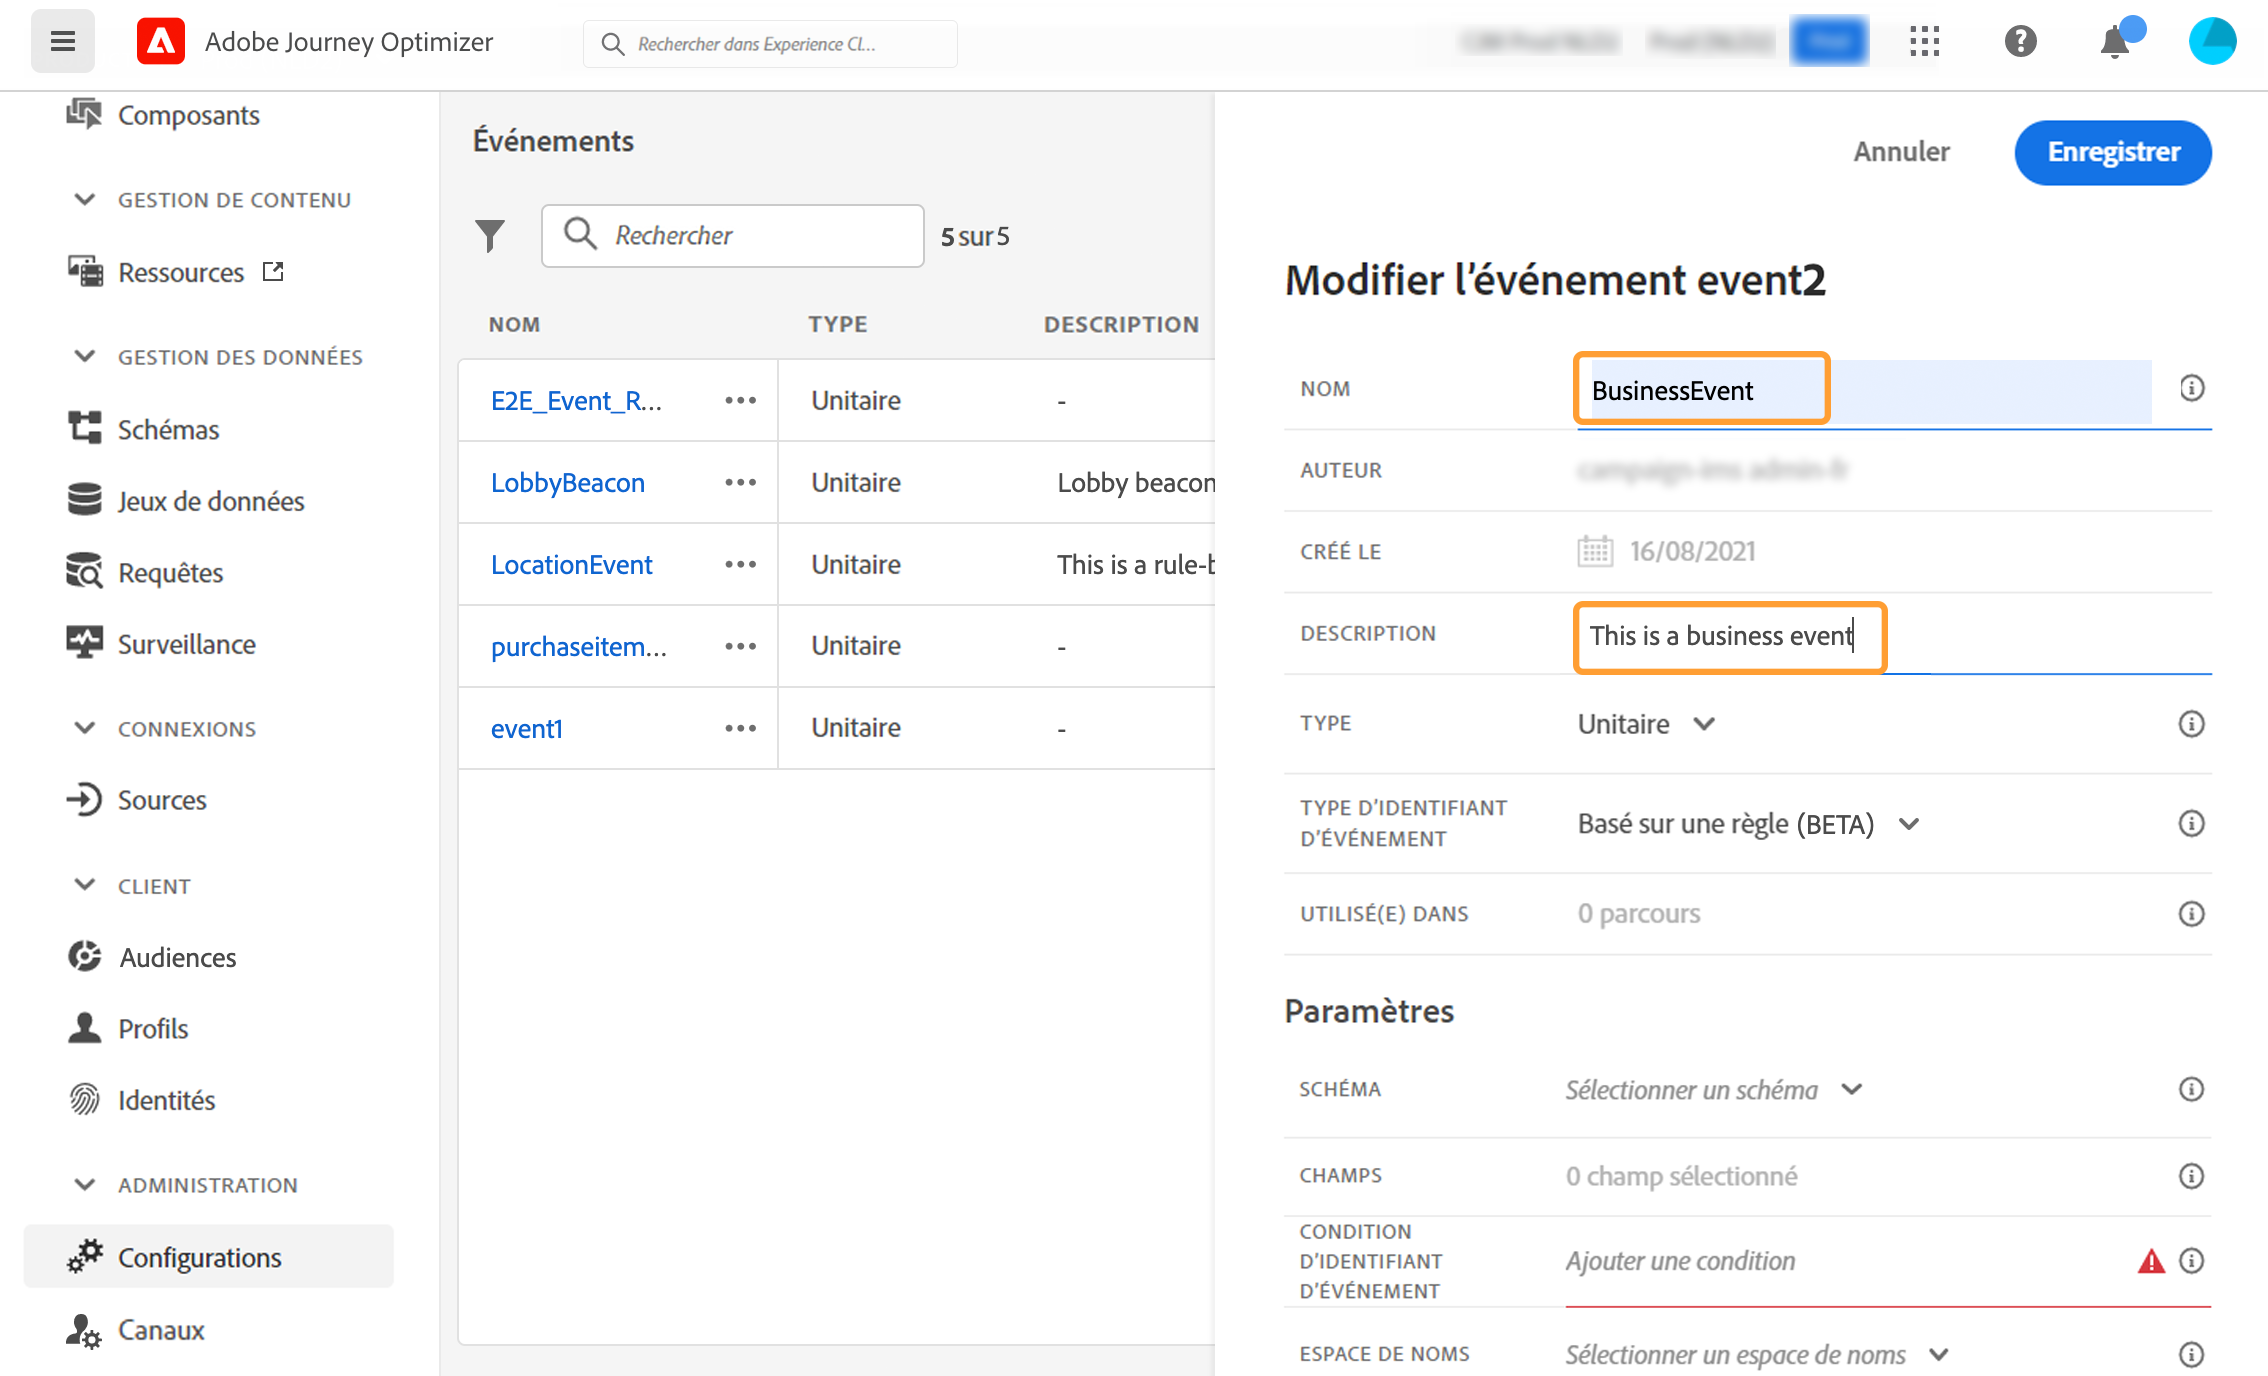 Adobe Journey Optimizer
Rechercher dans Experience Cl...
Composants
GESTION DE CONTENU
Ressources
GESTION DES DONNÉES
Schémas
Jeux de données
Requêtes
Surveillance
CONNEXIONS
Sources
CLIENT
Audiences
Profils
Identités
ADMINISTRATION
Configurations
Canaux
Événements
Rechercher
5 sur 5
NOM TYPE DESCRIPTION
E2E_Event_R... Unitaire -
LobbyBeacon Unitaire Lobby beacon
LocationEvent Unitaire This is a rule-b
purchaseitem... Unitaire -
event1 Unitaire -
Annuler Enregistrer
Modifier l’événement event2
NOM BusinessEvent
AUTEUR
CRÉÉ LE 16/08/2021
DESCRIPTION This is a business event
TYPE Unitaire
TYPE D’IDENTIFIANT
D’ÉVÉNEMENT
Basé sur une règle (BETA)
UTILISÉ(E) DANS 0 parcours
Paramètres
SCHÉMA Sélectionner un schéma
CHAMPS 0 champ sélectionné
CONDITION
D’IDENTIFIANT
D’ÉVÉNEMENT
Ajouter une condition
ESPACE DE NOMS Sélectionner un espace de noms